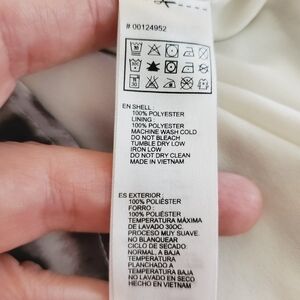 # 00124952
EN SHELL :
100% POLYESTER
LINING :
100% POLYESTER
MACHINE WASH COLD
DO NOT BLEACH
TUMBLE DRY LOW
IRON LOW
DO NOT DRY CLEAN
MADE IN VIETNAM
ES EXTERIOR :
100% POLIÉSTER
FORRO :
100% POLIÉSTER
TEMPERATURA MÁXIMA
DE LAVADO 30OC.
PROCESO MUY SUAVE.
NO BLANQUEAR
CICLO DE SECADO
NORMAL, A BAJA
TEMPERATURA
PLANCHADO A
TEMPERATURA BAJA
NO LAVADO EN SECO
HECHO EN VIETNAM